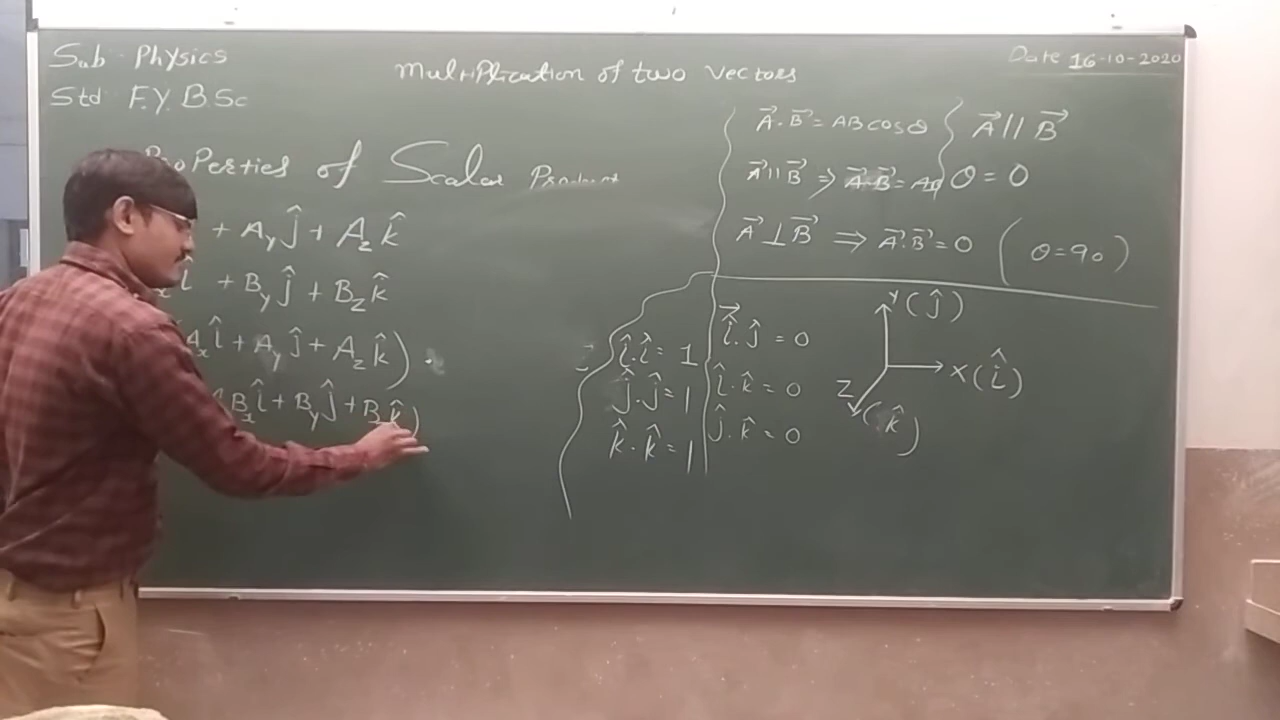 Sub - Physics
Std F.Y. B.Sc
Multiplication of two vectors
Date 16-10-2020
Properties of Scalar Product
+ A_y ĵ + A_z k̂
x î + B_y ĵ + B_z k̂
A_x î + A_y ĵ + A_z k̂) .
B_x î + B_y ĵ + B_z k̂)
A⃗ . B⃗ = AB cos θ
A⃗ // B⃗
A⃗ || B⃗ ⇒ A⃗ . B⃗ = AB
θ = 0
A⃗ ⊥ B⃗ ⇒ A⃗ . B⃗ = 0 (θ = 90)
î . î = 1
ĵ . ĵ = 1
k̂ . k̂ = 1
î . ĵ = 0
î . k̂ = 0
ĵ . k̂ = 0
Y (ĵ)
X (î)
Z (k̂)